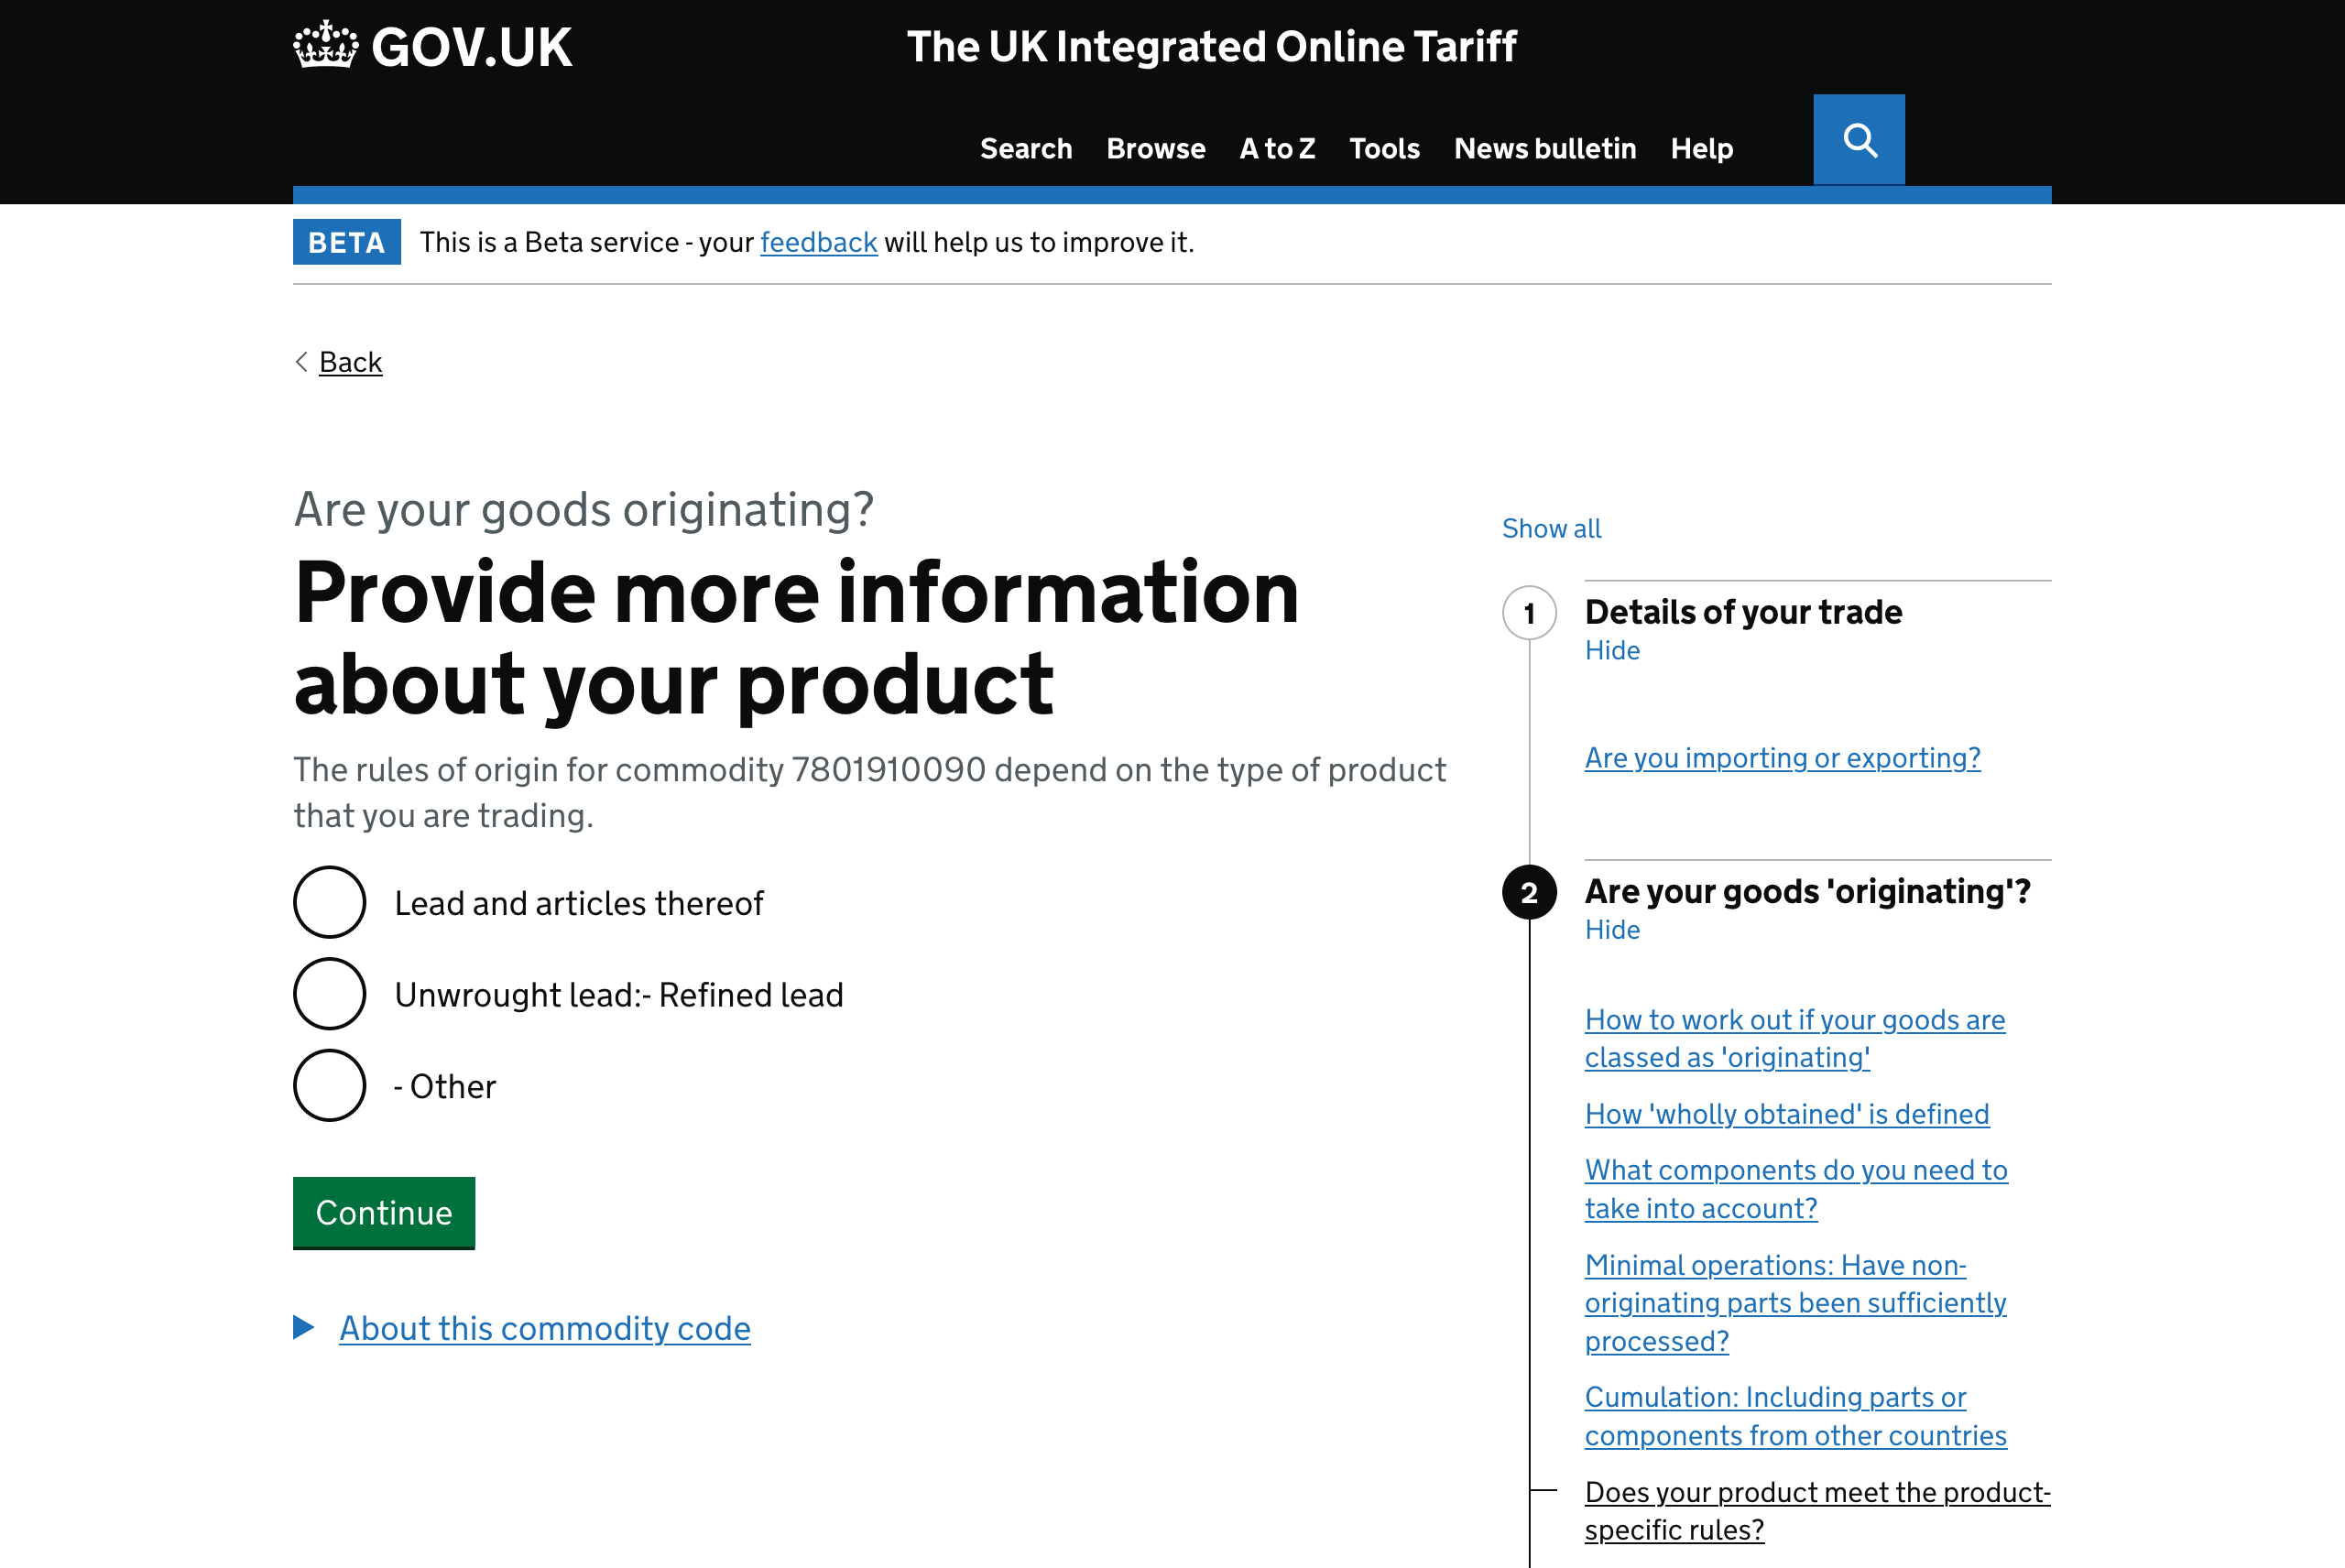 GOV.UK
The UK Integrated Online Tariff
Search Browse A to Z Tools News bulletin Help
BETA This is a Beta service - your feedback will help us to improve it.
Back
Are your goods originating?
Provide more information
about your product
The rules of origin for commodity 7801910090 depend on the type of product
that you are trading.
Lead and articles thereof
Unwrought lead:- Refined lead
- Other
Continue
About this commodity code
Show all
1 Details of your trade
Hide
Are you importing or exporting?
2 Are your goods 'originating'?
Hide
How to work out if your goods are
classed as 'originating'
How 'wholly obtained' is defined
What components do you need to
take into account?
Minimal operations: Have non-
originating parts been sufficiently
processed?
Cumulation: Including parts or
components from other countries
Does your product meet the product-
specific rules?